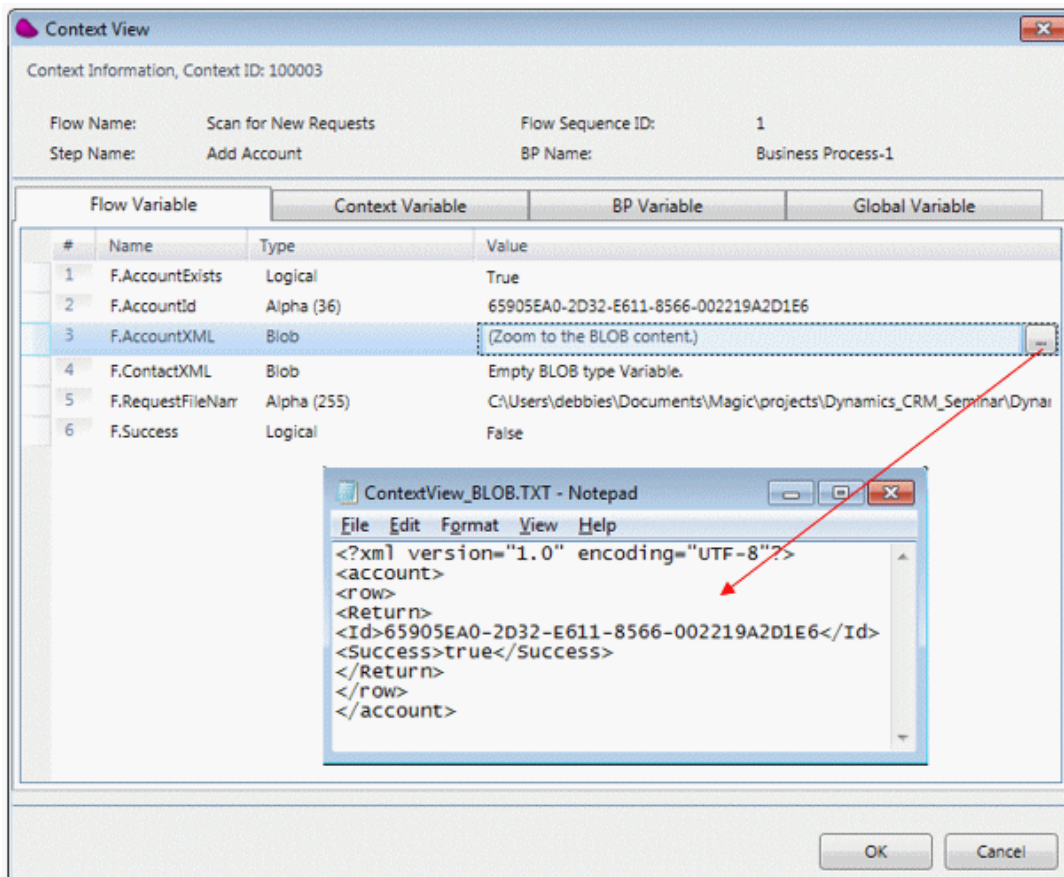 Context View
Context Information, Context ID: 100003
Flow Name: Scan for New Requests Flow Sequence ID: 1
Step Name: Add Account BP Name: Business Process-1
Flow Variable Context Variable BP Variable Global Variable
# Name Type Value
1 F.AccountExists Logical True
2 F.AccountId Alpha (36) 65905EA0-2D32-E611-8566-002219A2D1E6
3 F.AccountXML Blob (Zoom to the BLOB content.) ...
4 F.ContactXML Blob Empty BLOB type Variable.
5 F.RequestFileNam Alpha (255) C:\Users\debbies\Documents\Magic\projects\Dynamics_CRM_Seminar\Dynar
6 F.Success Logical False
ContextView_BLOB.TXT - Notepad
File Edit Format View Help
<?xml version="1.0" encoding="UTF-8"?>
<account>
<row>
<Return>
<Id>65905EA0-2D32-E611-8566-002219A2D1E6</Id>
<Success>true</Success>
</Return>
</row>
</account>
OK Cancel